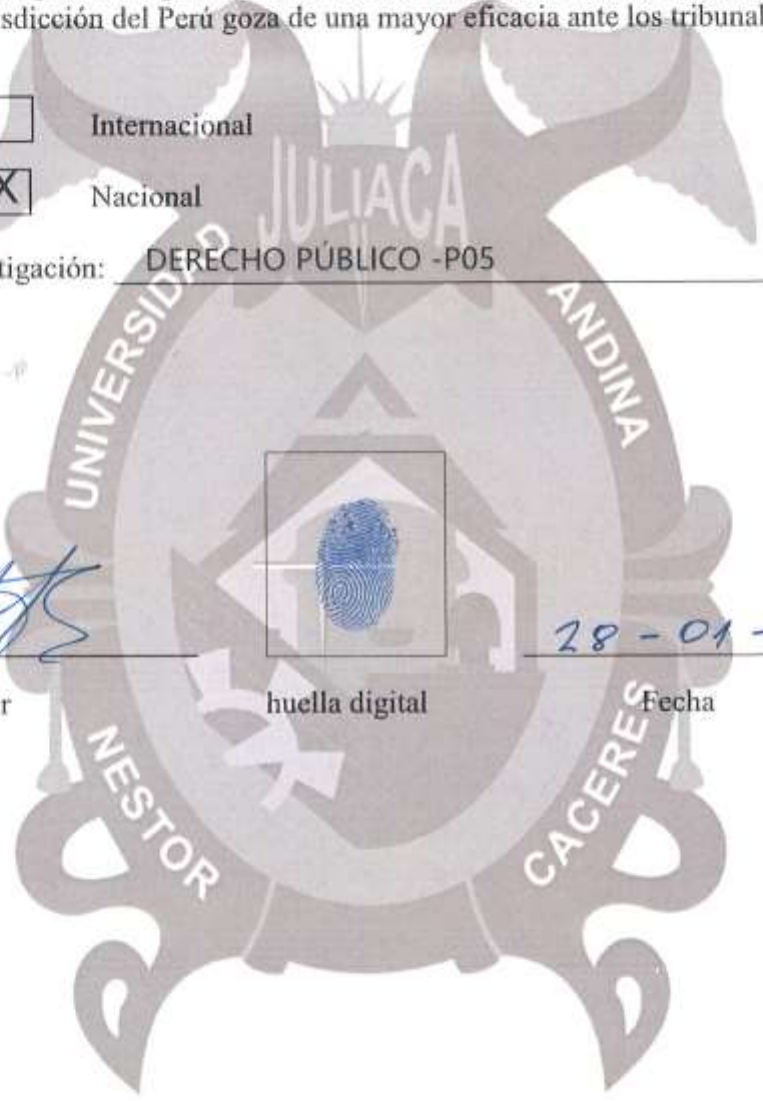 sdicción del Perú goza de una mayor eficacia ante los tribunal
Internacional
X Nacional
tigación: DERECHO PÚBLICO -P05
JULIACA
UNIVERSIDAD
ANDINA
28 - 01 -
r huella digital Fecha
NESTOR
CACERES